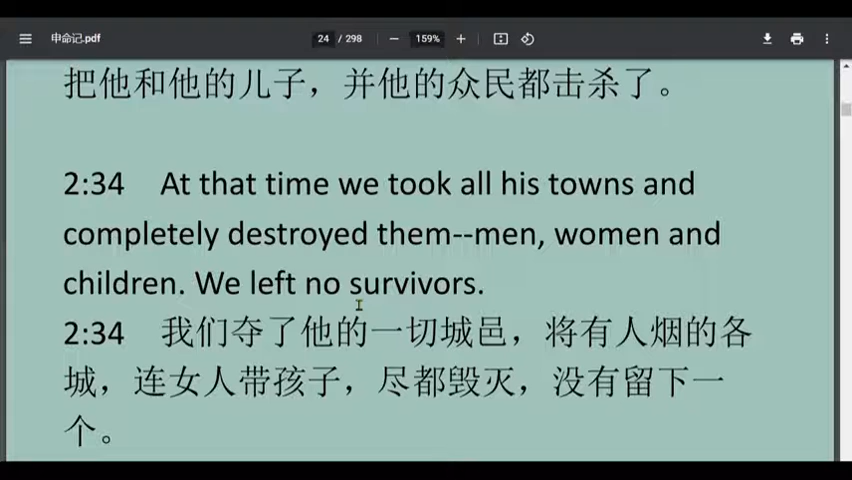 申命记.pdf
24 / 298
159%
把他和他的儿子，并他的众民都击杀了。
2:34 At that time we took all his towns and
completely destroyed them--men, women and
children. We left no survivors.
2:34 我们夺了他的一切城邑，将有人烟的各
城，连女人带孩子，尽都毁灭，没有留下一
个。